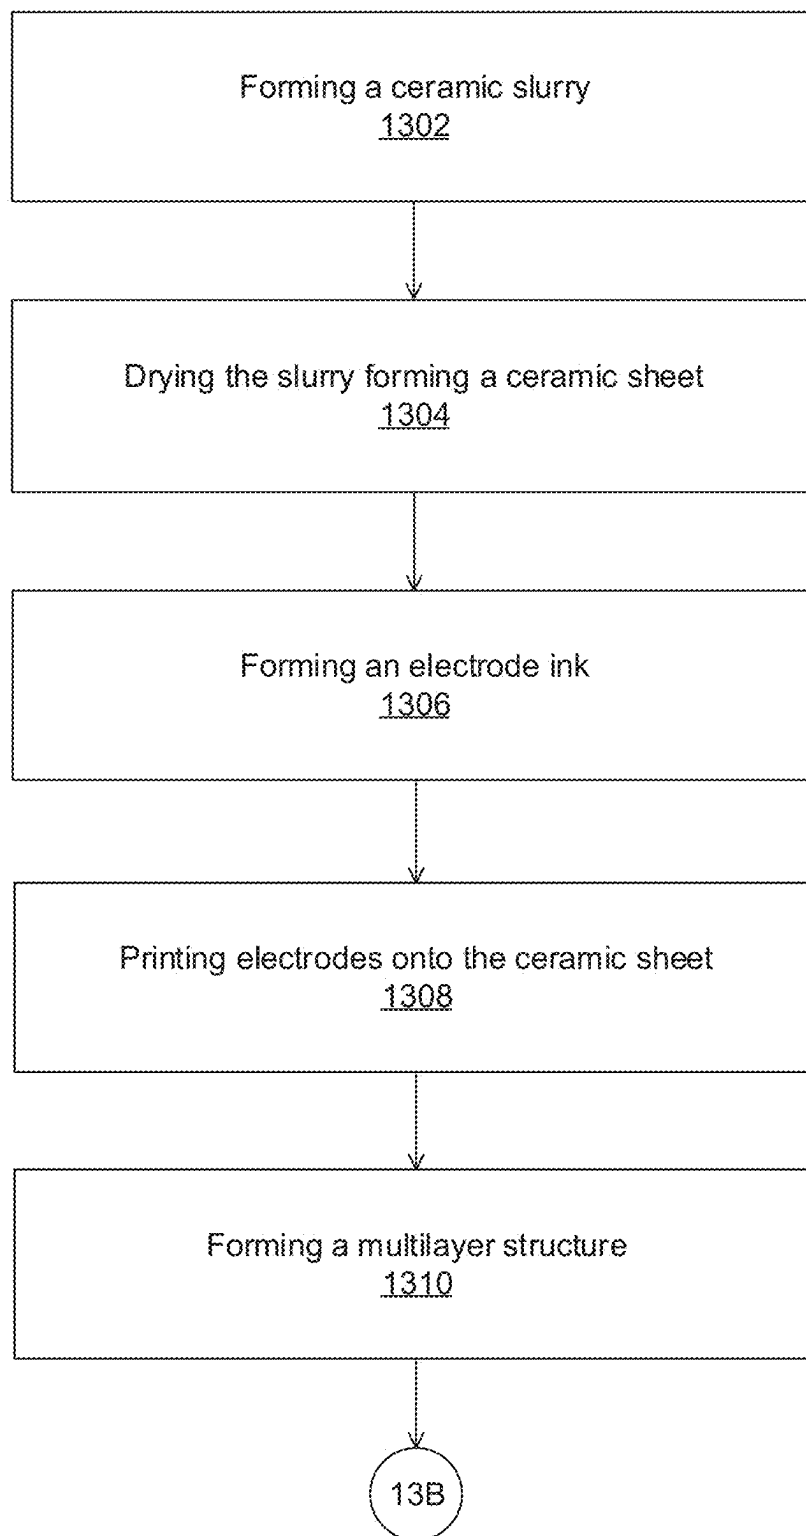 Forming a ceramic slurry
1302
Drying the slurry forming a ceramic sheet
1304
Forming an electrode ink
1306
Printing electrodes onto the ceramic sheet
1308
Forming a multilayer structure
1310
13B